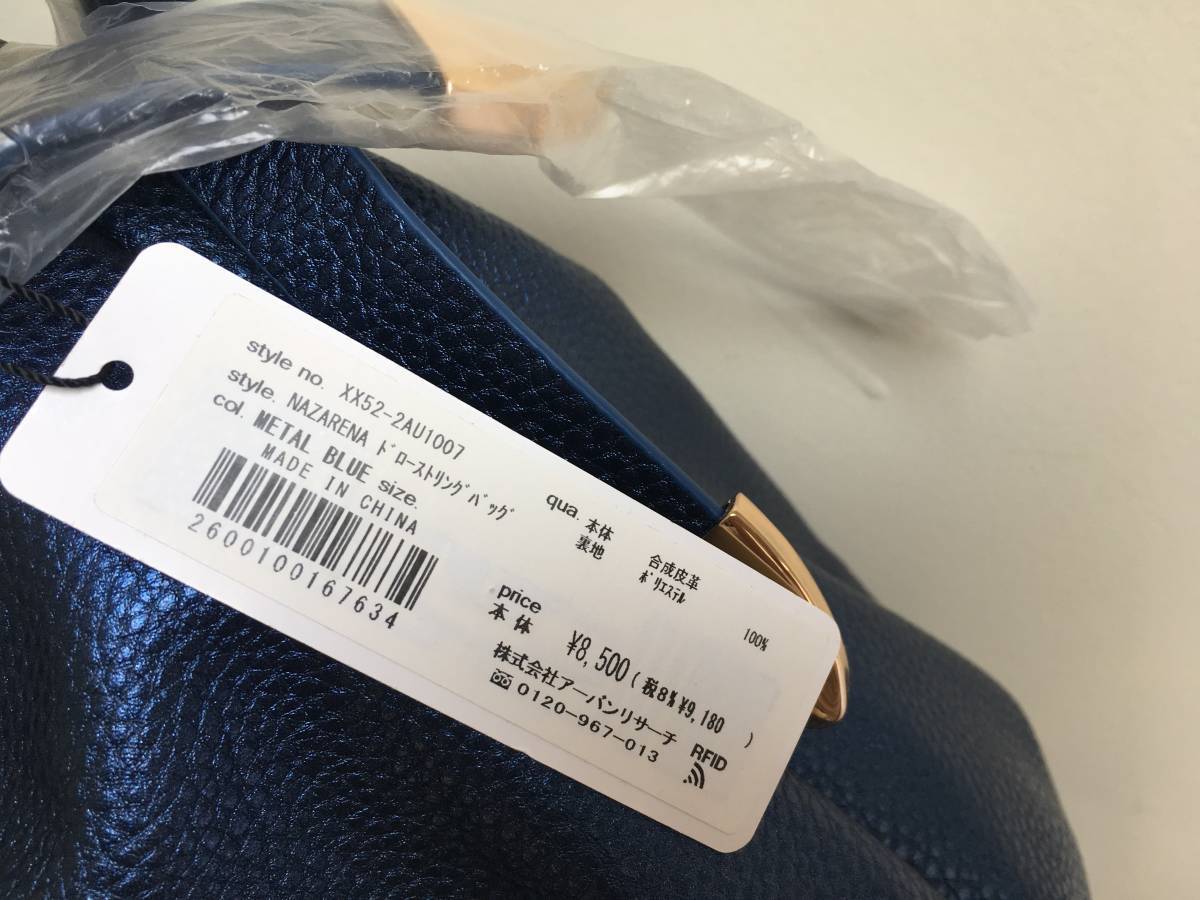 style no. XX52-2AU1007
style. NAZARENA ﾄﾞﾛｰｽﾄﾘﾝｸﾞﾊﾞｯｸﾞ
col. METAL BLUE size.
MADE IN CHINA
2600100167634
qua. 本体 合成皮革
裏地 ﾎﾟﾘｴｽﾃﾙ 100%
price
本体 ¥8,500 ( 税8% ¥9,180 )
株式会社アーバンリサーチ RFID
0120-967-013